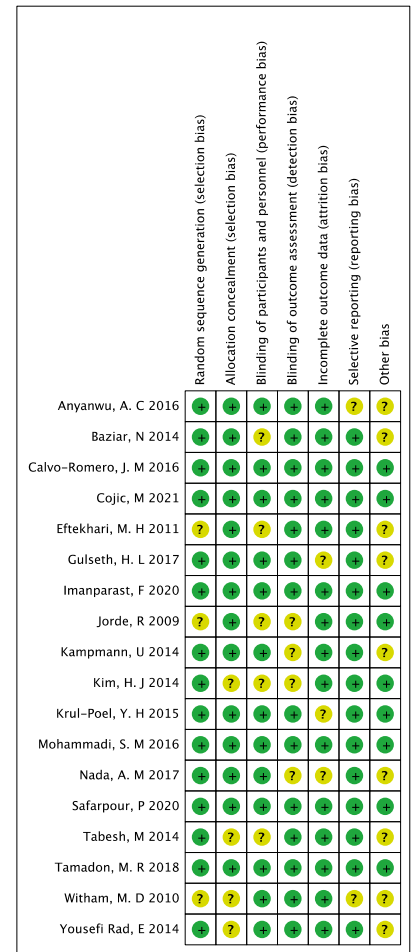 Random sequence generation (selection bias)
Allocation concealment (selection bias)
Blinding of participants and personnel (performance bias)
Blinding of outcome assessment (detection bias)
Incomplete outcome data (attrition bias)
Selective reporting (reporting bias)
Other bias
Anyanwu, A. C 2016 + + + + + ? ?
Baziar, N 2014 + + ? + + + ?
Calvo-Romero, J. M 2016 + + + + + + +
Cojic, M 2021 + + + + + + +
Eftekhari, M. H 2011 ? + ? + + + ?
Gulseth, H. L 2017 + + + + ? + ?
Imanparast, F 2020 + + + + + + +
Jorde, R 2009 ? + ? ? + + +
Kampmann, U 2014 + + + ? + + ?
Kim, H. J 2014 + ? ? ? + + +
Krul-Poel, Y. H 2015 + + + + ? + +
Mohammadi, S. M 2016 + + + + + + +
Nada, A. M 2017 + + + ? ? + ?
Safarpour, P 2020 + + + + + + +
Tabesh, M 2014 + ? ? + + + ?
Tamadon, M. R 2018 + + + + + + +
Witham, M. D 2010 ? ? + + + ? ?
Yousefi Rad, E 2014 + ? + + + + ?